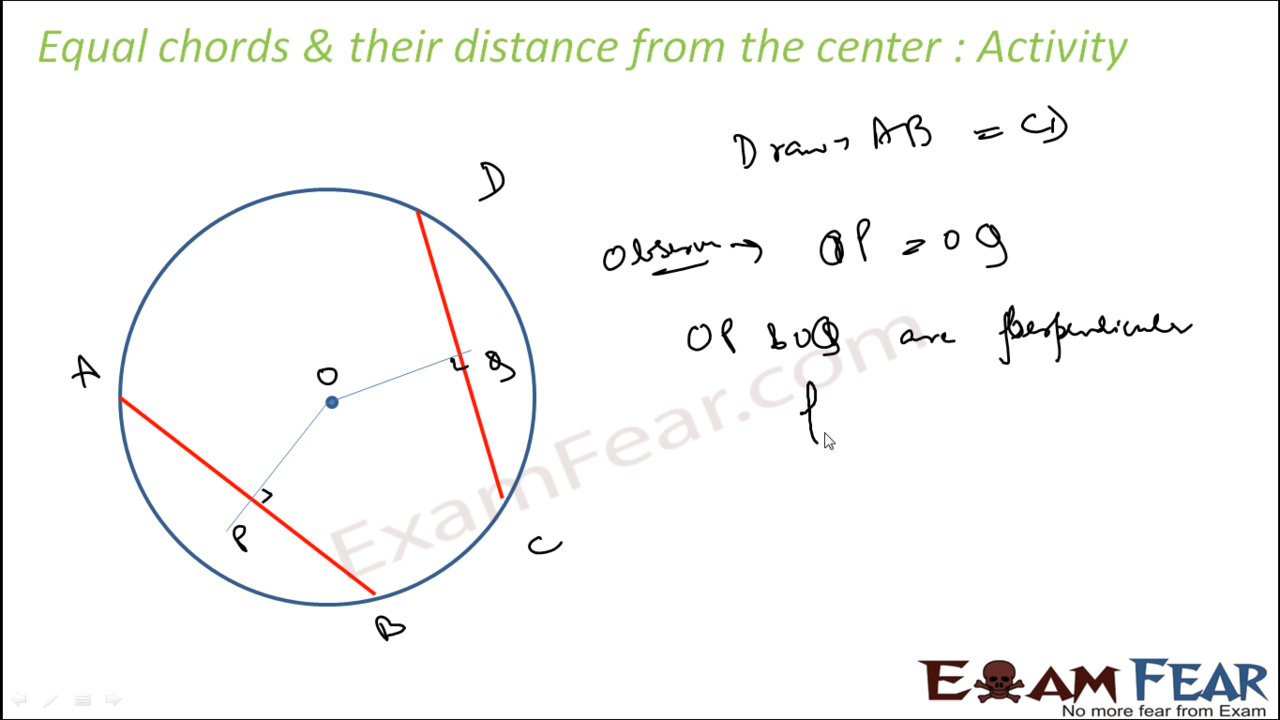 Equal chords & their distance from the center : Activity
Draw → AB = CD
D
Observe → OP = OQ
OP & OQ are perpendicular
A
O
Q
P
P
C
B
ExamFear.com
EXAM FEAR
No more fear from Exam